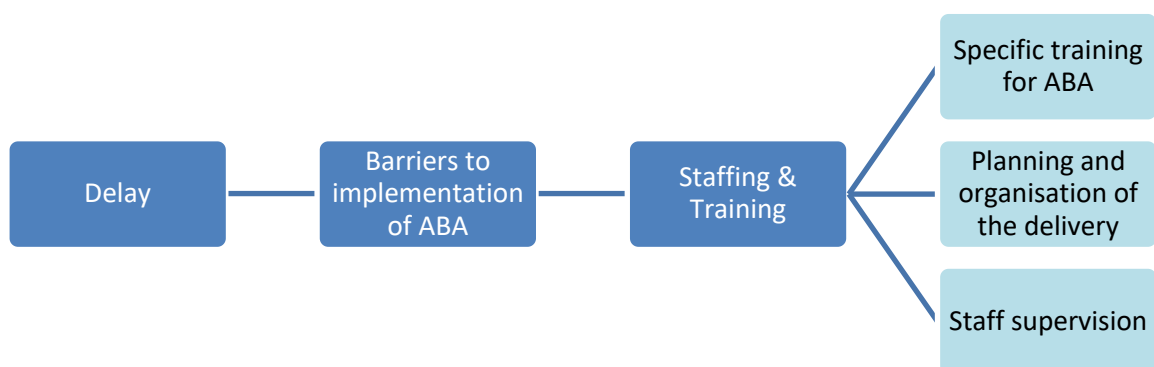 Delay
Barriers to
implementation
of ABA
Staffing &
Training
Specific training
for ABA
Planning and
organisation of
the delivery
Staff supervision